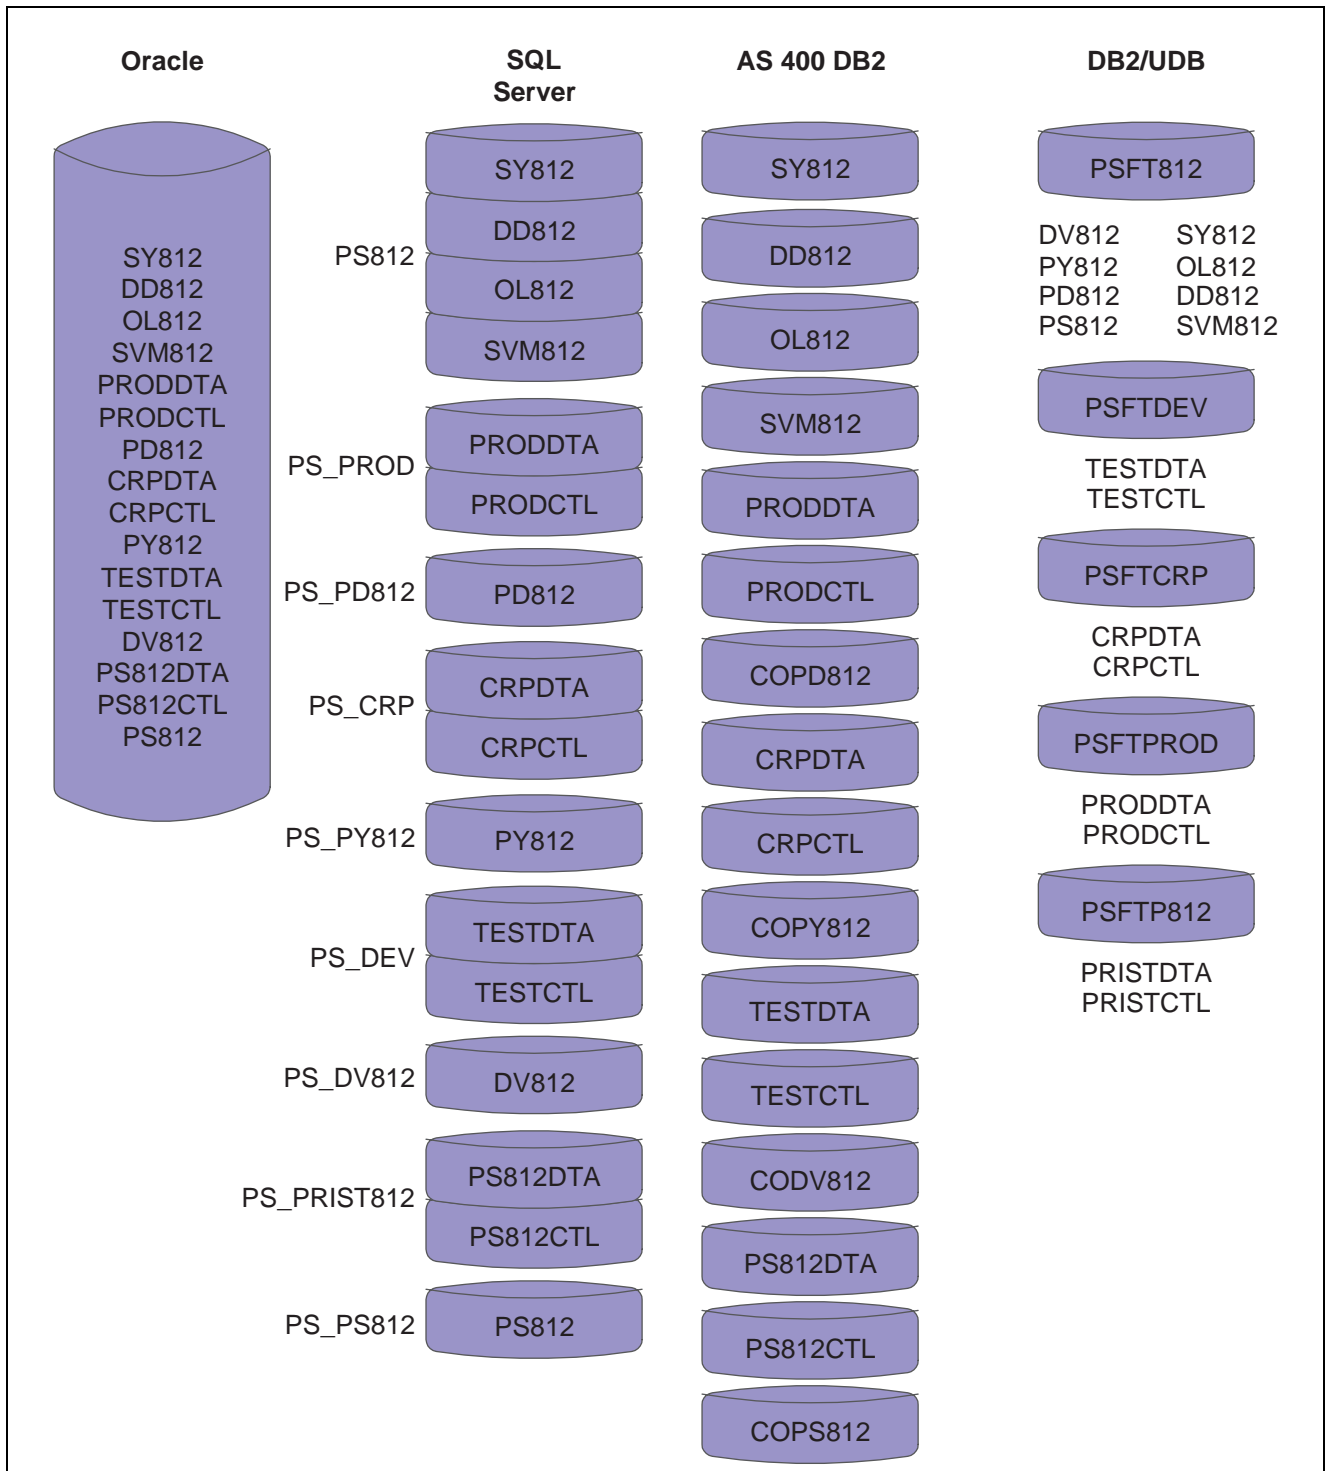 Oracle
SY812
DD812
OL812
SVM812
PRODDTA
PRODCTL
PD812
CRPDTA
CRPCTL
PY812
TESTDTA
TESTCTL
DV812
PS812DTA
PS812CTL
PS812
SQL
Server
PS812
SY812
DD812
OL812
SVM812
PS_PROD
PRODDTA
PRODCTL
PS_PD812
PD812
PS_CRP
CRPDTA
CRPCTL
PS_PY812
PY812
PS_DEV
TESTDTA
TESTCTL
PS_DV812
DV812
PS_PRIST812
PS812DTA
PS812CTL
PS_PS812
PS812
AS 400 DB2
SY812
DD812
OL812
SVM812
PRODDTA
PRODCTL
COPD812
CRPDTA
CRPCTL
COPY812
TESTDTA
TESTCTL
CODV812
PS812DTA
PS812CTL
COPS812
DB2/UDB
PSFT812
DV812 SY812
PY812 OL812
PD812 DD812
PS812 SVM812
PSFTDEV
TESTDTA
TESTCTL
PSFTCRP
CRPDTA
CRPCTL
PSFTPROD
PRODDTA
PRODCTL
PSFTP812
PRISTDTA
PRISTCTL